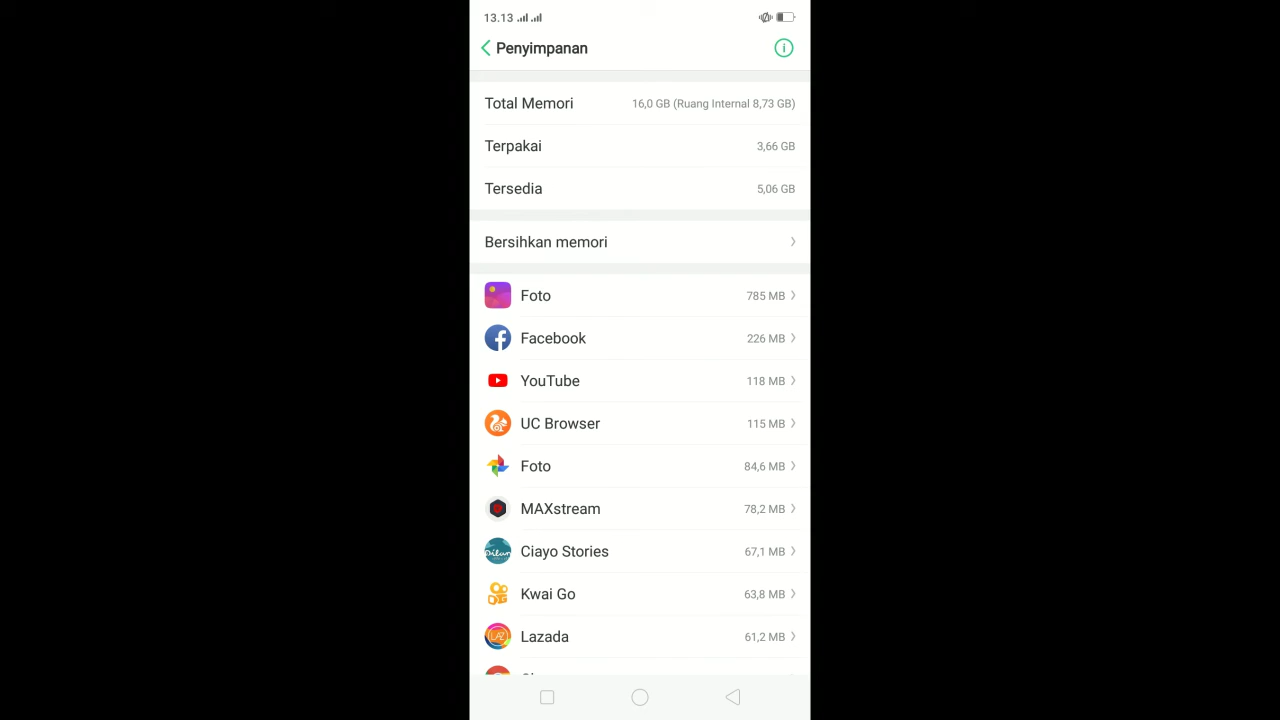 13.13
Penyimpanan
Total Memori 16,0 GB (Ruang Internal 8,73 GB)
Terpakai 3,66 GB
Tersedia 5,06 GB
Bersihkan memori
Foto 785 MB
Facebook 226 MB
YouTube 118 MB
UC Browser 115 MB
Foto 84,6 MB
MAXstream 78,2 MB
Ciayo Stories 67,1 MB
Kwai Go 63,8 MB
Lazada 61,2 MB